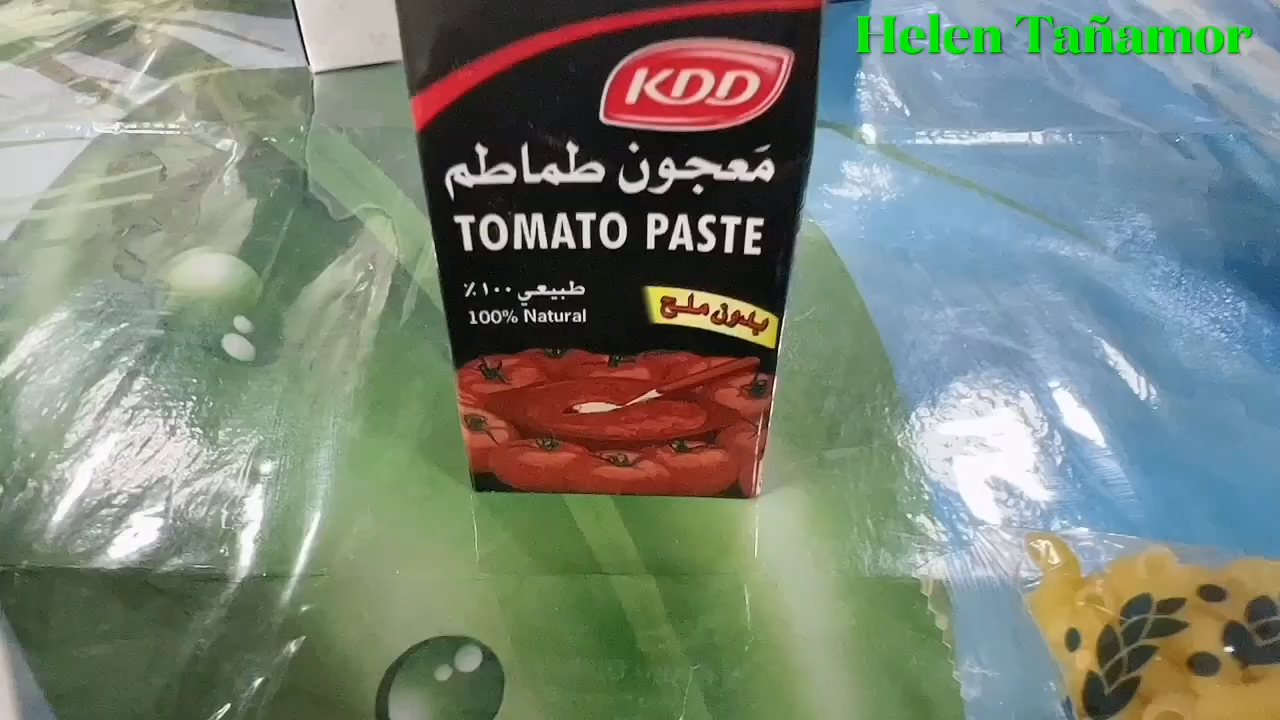 Helen Tañamor
KDD
مَعجون طماطم
TOMATO PASTE
طبيعي ١٠٠٪
100% Natural
بدون ملح